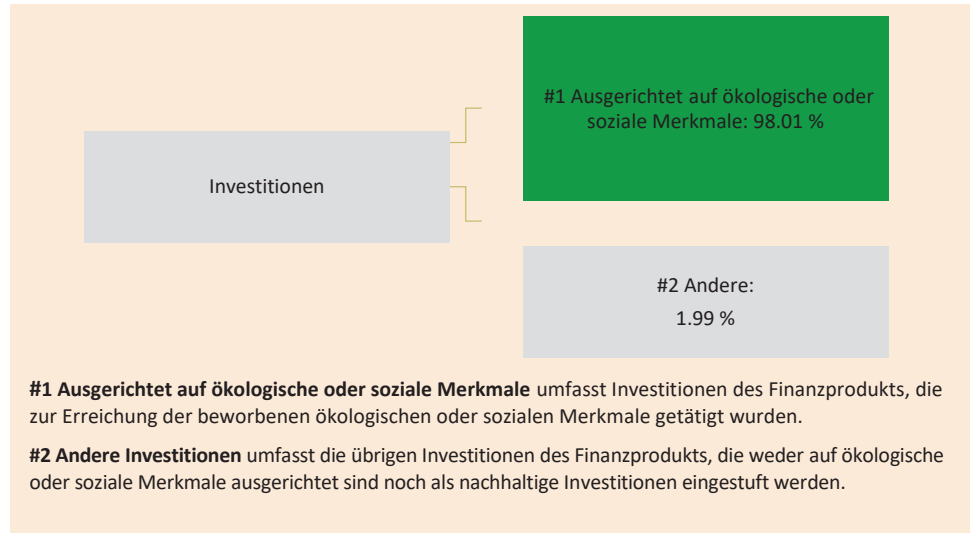 #1 Ausgerichtet auf ökologische oder
soziale Merkmale: 98.01 %
Investitionen
#2 Andere:
1.99 %
#1 Ausgerichtet auf ökologische oder soziale Merkmale umfasst Investitionen des Finanzprodukts, die
zur Erreichung der beworbenen ökologischen oder sozialen Merkmale getätigt wurden.
#2 Andere Investitionen umfasst die übrigen Investitionen des Finanzprodukts, die weder auf ökologische
oder soziale Merkmale ausgerichtet sind noch als nachhaltige Investitionen eingestuft werden.